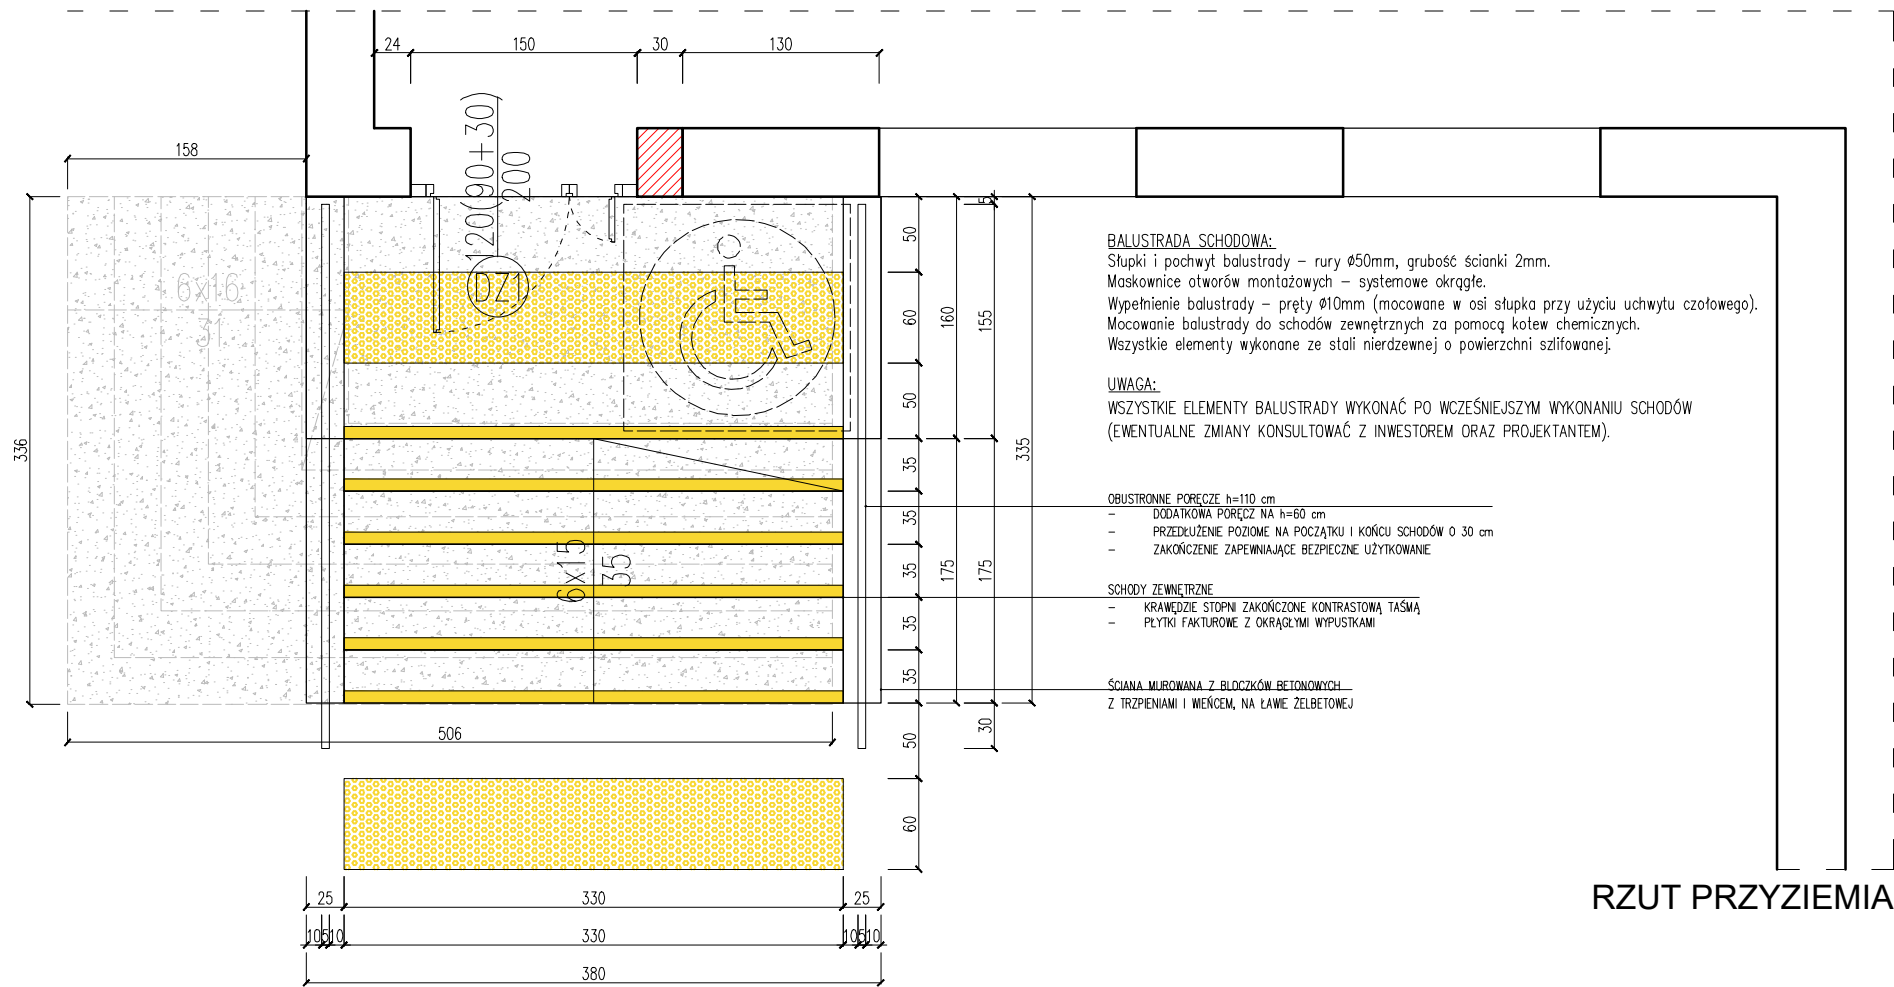 24
150
30
130
158
120(90+30)
200
5
50
6x16
31
DZ1
60
160
155
50
336
335
35
35
6x15
35
35
175
175
35
35
30
50
506
60
25
330
25
10 5 10
330
10 5 10
380
BALUSTRADA SCHODOWA:
Słupki i pochwyt balustrady – rury Ø50mm, grubość ścianki 2mm.
Maskownice otworów montażowych – systemowe okrągłe.
Wypełnienie balustrady – pręty Ø10mm (mocowane w osi słupka przy użyciu uchwytu czołowego).
Mocowanie balustrady do schodów zewnętrznych za pomocą kotew chemicznych.
Wszystkie elementy wykonane ze stali nierdzewnej o powierzchni szlifowanej.
UWAGA:
WSZYSTKIE ELEMENTY BALUSTRADY WYKONAĆ PO WCZEŚNIEJSZYM WYKONANIU SCHODÓW
(EWENTUALNE ZMIANY KONSULTOWAĆ Z INWESTOREM ORAZ PROJEKTANTEM).
OBUSTRONNE PORĘCZE h=110 cm
– DODATKOWA PORĘCZ NA h=60 cm
– PRZEDŁUŻENIE POZIOME NA POCZĄTKU I KOŃCU SCHODÓW O 30 cm
– ZAKOŃCZENIE ZAPEWNIAJĄCE BEZPIECZNE UŻYTKOWANIE
SCHODY ZEWNĘTRZNE
– KRAWĘDZIE STOPNI ZAKOŃCZONE KONTRASTOWĄ TAŚMĄ
– PŁYTKI FAKTUROWE Z OKRĄGŁYMI WYPUSTKAMI
ŚCIANA MUROWANA Z BLOCZKÓW BETONOWYCH
Z TRZPIENIAMI I WIEŃCEM, NA ŁAWIE ŻELBETOWEJ
RZUT PRZYZIEMIA